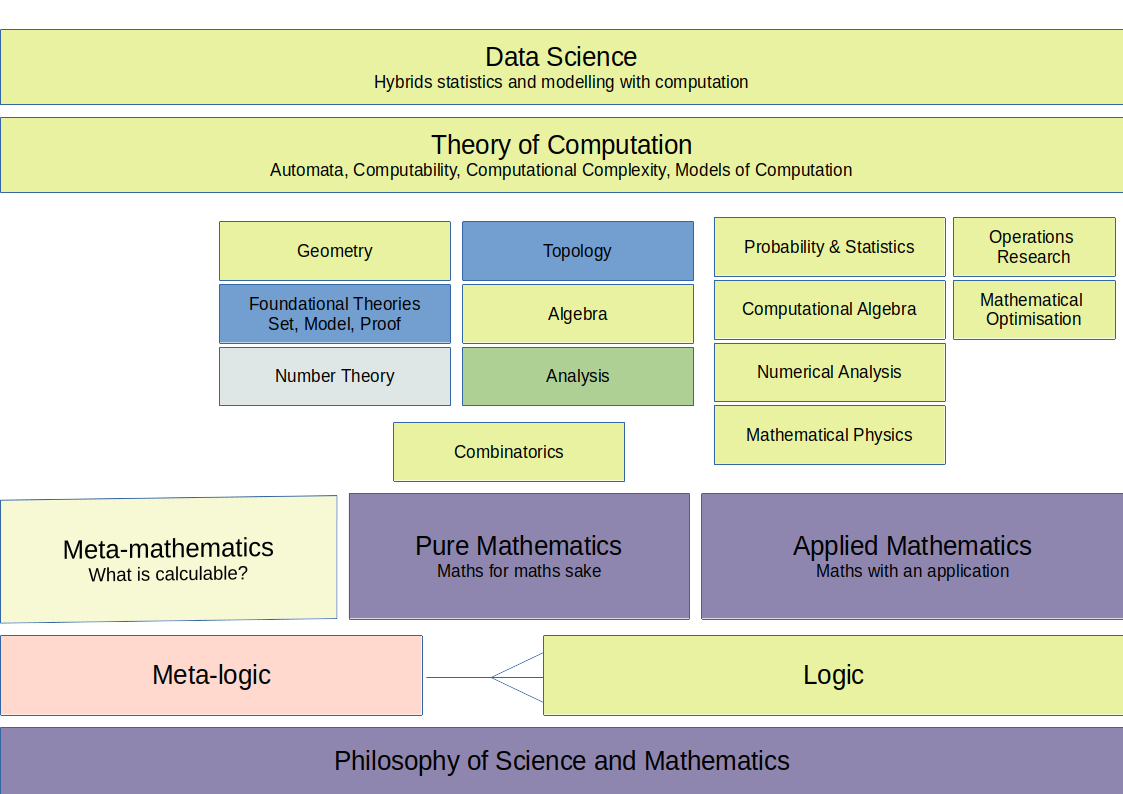 Data Science
Hybrids statistics and modelling with computation
Theory of Computation
Automata, Computability, Computational Complexity, Models of Computation
Geometry
Topology
Probability & Statistics
Operations
Research
Foundational Theories
Set, Model, Proof
Algebra
Computational Algebra
Mathematical
Optimisation
Number Theory
Analysis
Numerical Analysis
Combinatorics
Mathematical Physics
Meta-mathematics
What is calculable?
Pure Mathematics
Maths for maths sake
Applied Mathematics
Maths with an application
Meta-logic
Logic
Philosophy of Science and Mathematics